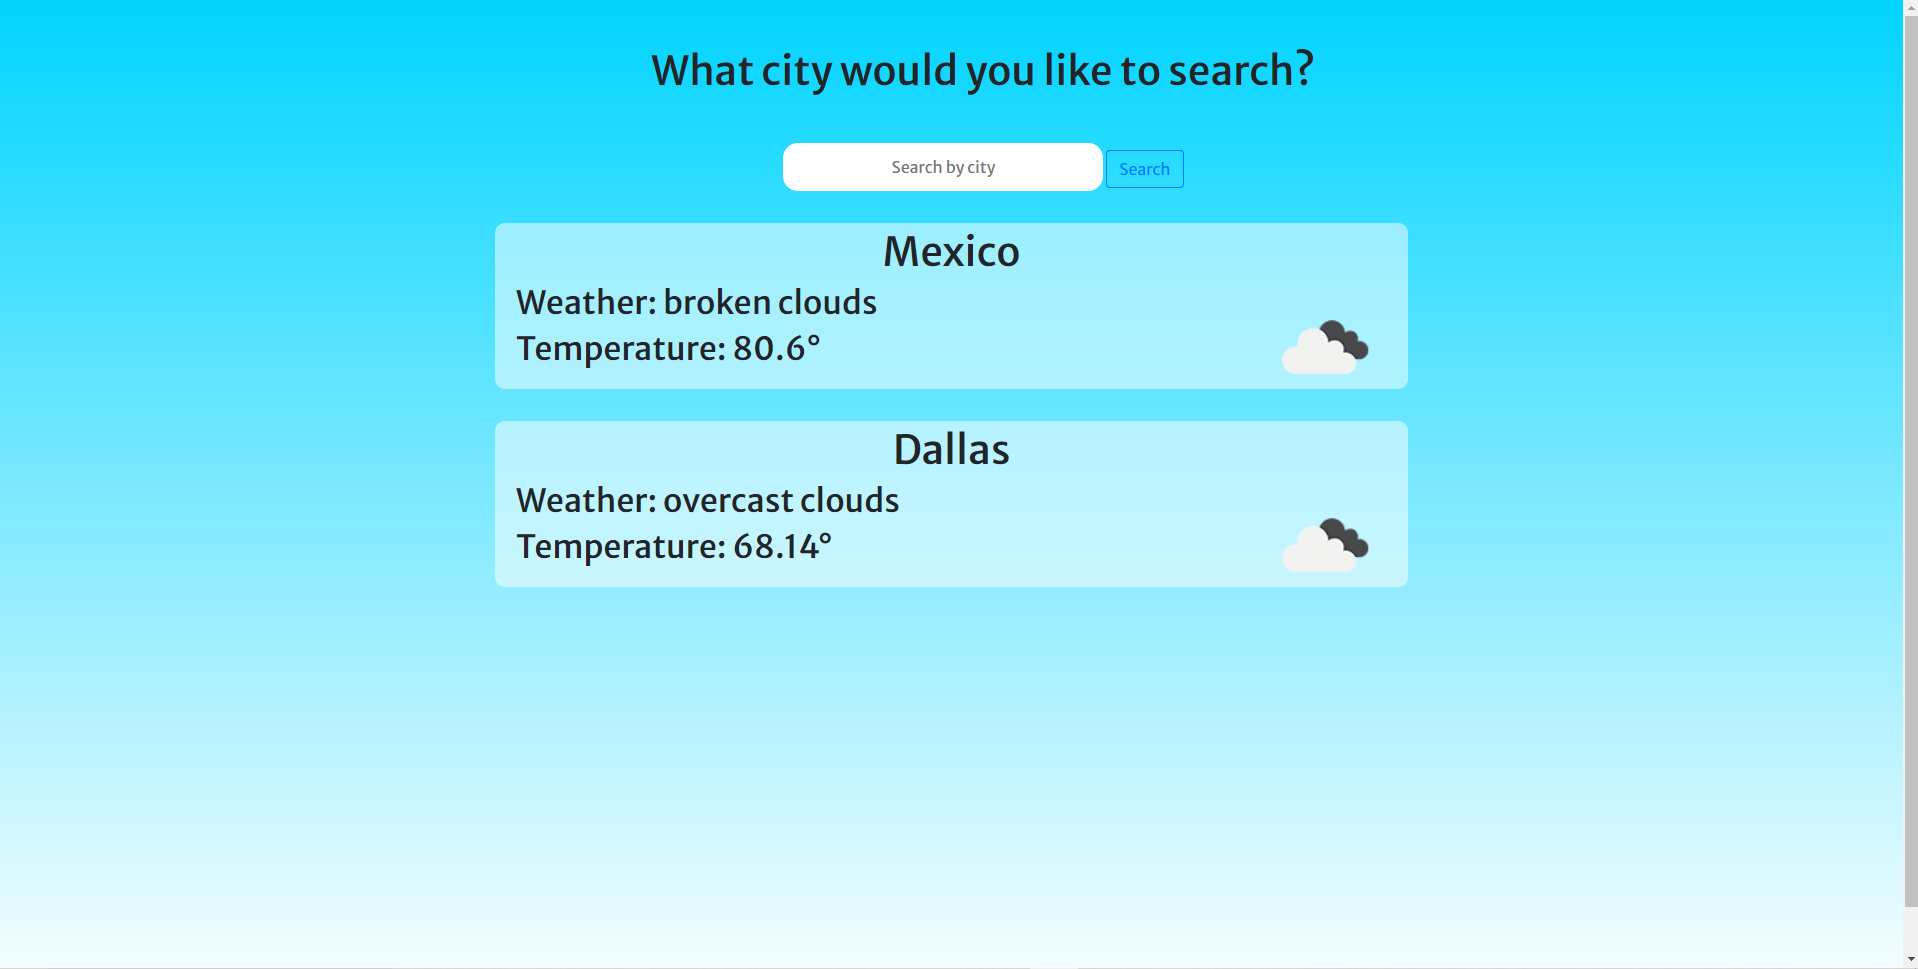 What city would you like to search?
Search by city
Search
Mexico
Weather: broken clouds
Temperature: 80.6°
Dallas
Weather: overcast clouds
Temperature: 68.14°